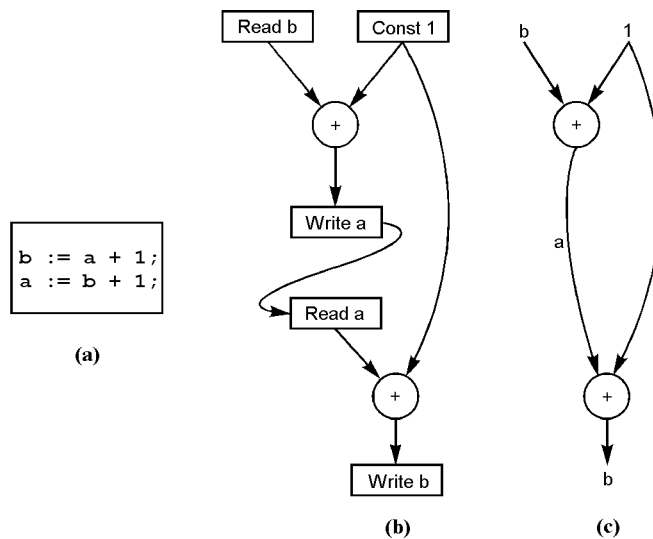 Read b
Const 1
+
Write a
Read a
+
Write b
(b)
b := a + 1;
a := b + 1;
(a)
b
1
+
a
+
b
(c)